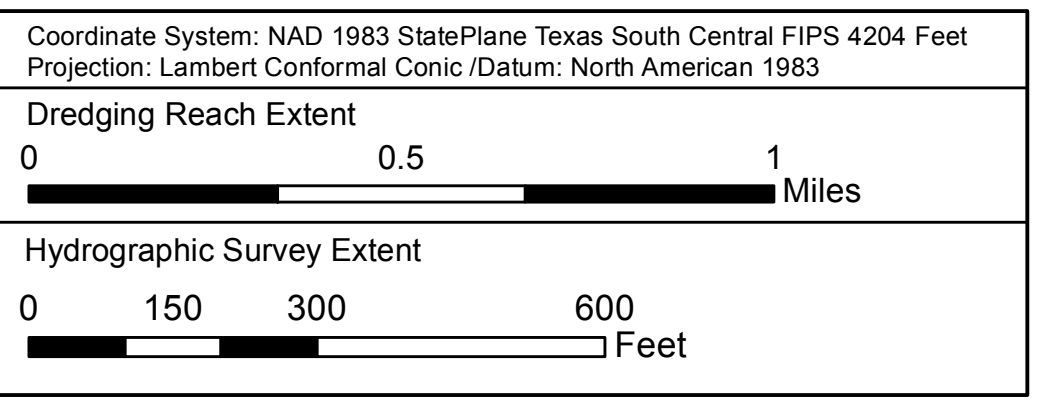 Coordinate System: NAD 1983 StatePlane Texas South Central FIPS 4204 Feet
Projection: Lambert Conformal Conic /Datum: North American 1983
Dredging Reach Extent
0 0.5 1
Miles
Hydrographic Survey Extent
0 150 300 600
Feet